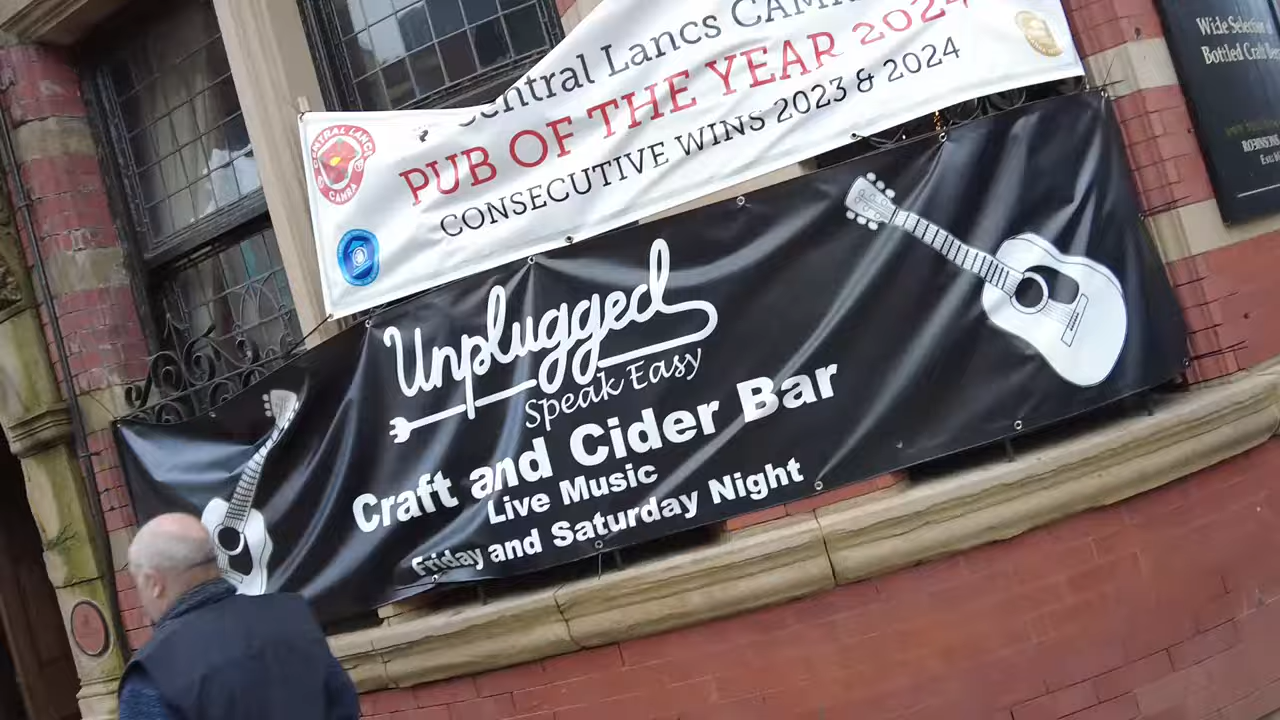 Central Lancs CAMRA
PUB OF THE YEAR 2024
CONSECUTIVE WINS 2023 & 2024
CENTRAL LANCS
CAMRA
Unplugged
Speak Easy
Craft and Cider Bar
Live Music
Friday and Saturday Night
Wide Selection
Bottled Craft